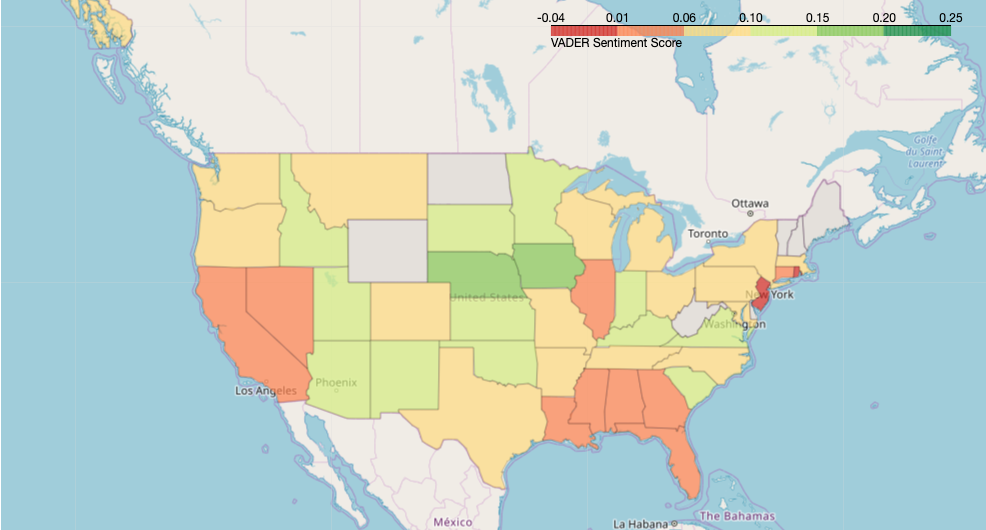 -0.04 0.01 0.06 0.10 0.15 0.20 0.25
VADER Sentiment Score
Golfe
du Saint-
Laurent
Ottawa
Toronto
New York
United States
Washington
Phoenix
Los Angeles
México
La Habana
The Bahamas